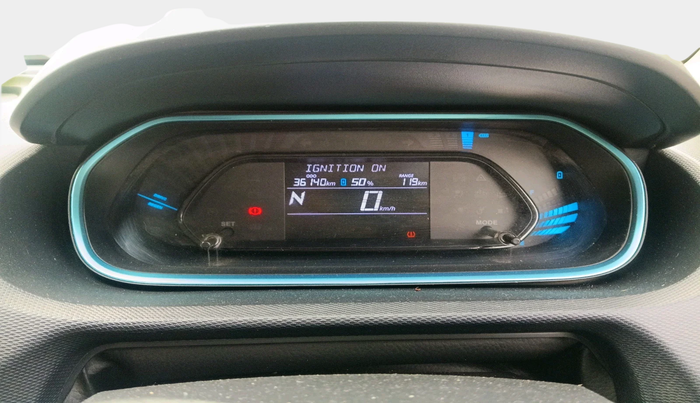 IGNITION ON
ODO RANGE
36140km 50% 119km
N 0 km/h
SET MODE